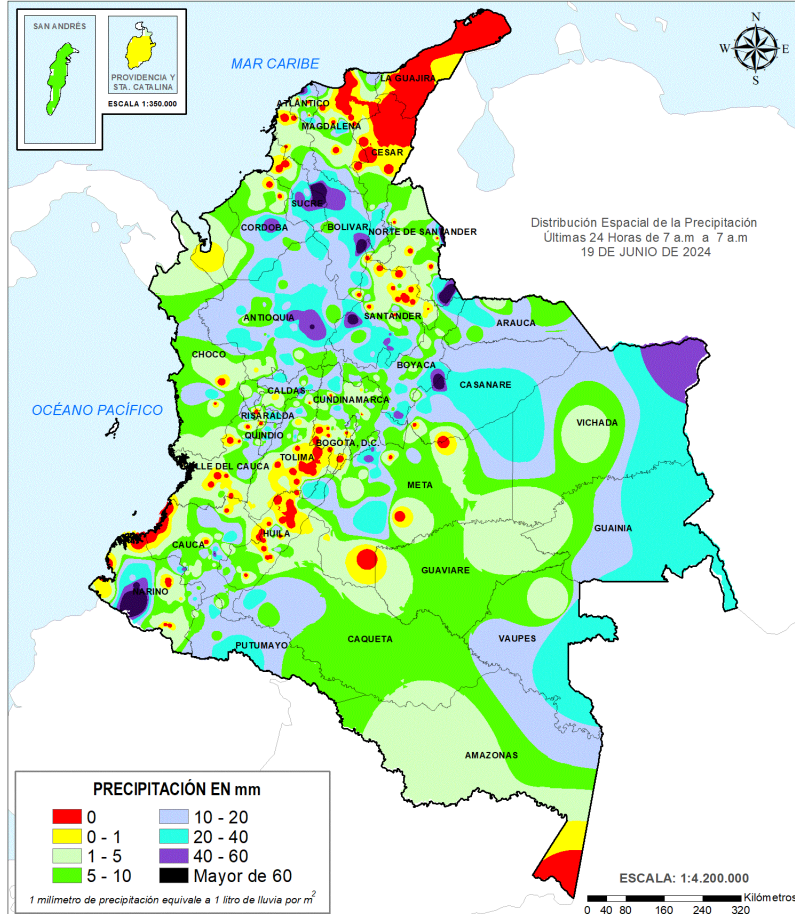 SAN ANDRÉS
PROVIDENCIA Y
STA. CATALINA
ESCALA 1:350.000
MAR CARIBE
N
W
E
S
LA GUAJIRA
ATLÁNTICO
MAGDALENA
CESAR
SUCRE
CORDOBA
BOLIVAR
NORTE DE SANTANDER
Distribución Espacial de la Precipitación
Últimas 24 Horas de 7 a.m a 7 a.m
19 DE JUNIO DE 2024
ANTIOQUIA
SANTANDER
ARAUCA
CHOCO
BOYACA
CASANARE
CALDAS
CUNDINAMARCA
OCÉANO PACÍFICO
RISARALDA
VICHADA
QUINDIO
BOGOTA, D.C.
TOLIMA
VALLE DEL CAUCA
META
GUAINIA
CAUCA
HUILA
GUAVIARE
NARIÑO
CAQUETA
VAUPES
PUTUMAYO
AMAZONAS
PRECIPITACIÓN EN mm
0
10 - 20
0 - 1
20 - 40
1 - 5
40 - 60
5 - 10
Mayor de 60
1 milimetro de precipitación equivale a 1 litro de lluvia por m²
ESCALA: 1:4.200.000
Kilómetros
0 40 80 160 240 320